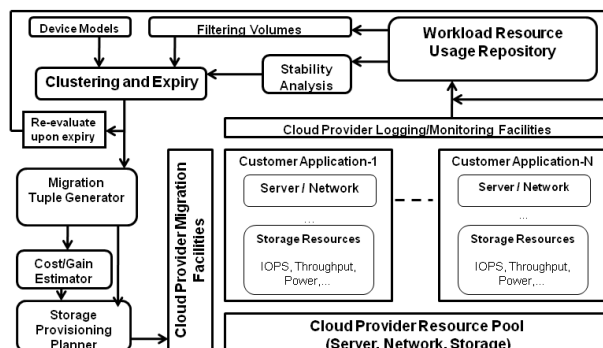 Device Models
Filtering Volumes
Workload Resource
Usage Repository
Clustering and Expiry
Stability
Analysis
Re-evaluate
upon expiry
Cloud Provider Logging/Monitoring Facilities
Migration
Tuple Generator
Cost/Gain
Estimator
Storage
Provisioning
Planner
Cloud Provider Migration
Facilities
Customer Application-1
Server / Network
...
Storage Resources
IOPS, Throughput,
Power,...
Customer Application-N
Server / Network
...
Storage Resources
IOPS, Throughput,
Power,...
Cloud Provider Resource Pool
(Server, Network, Storage)